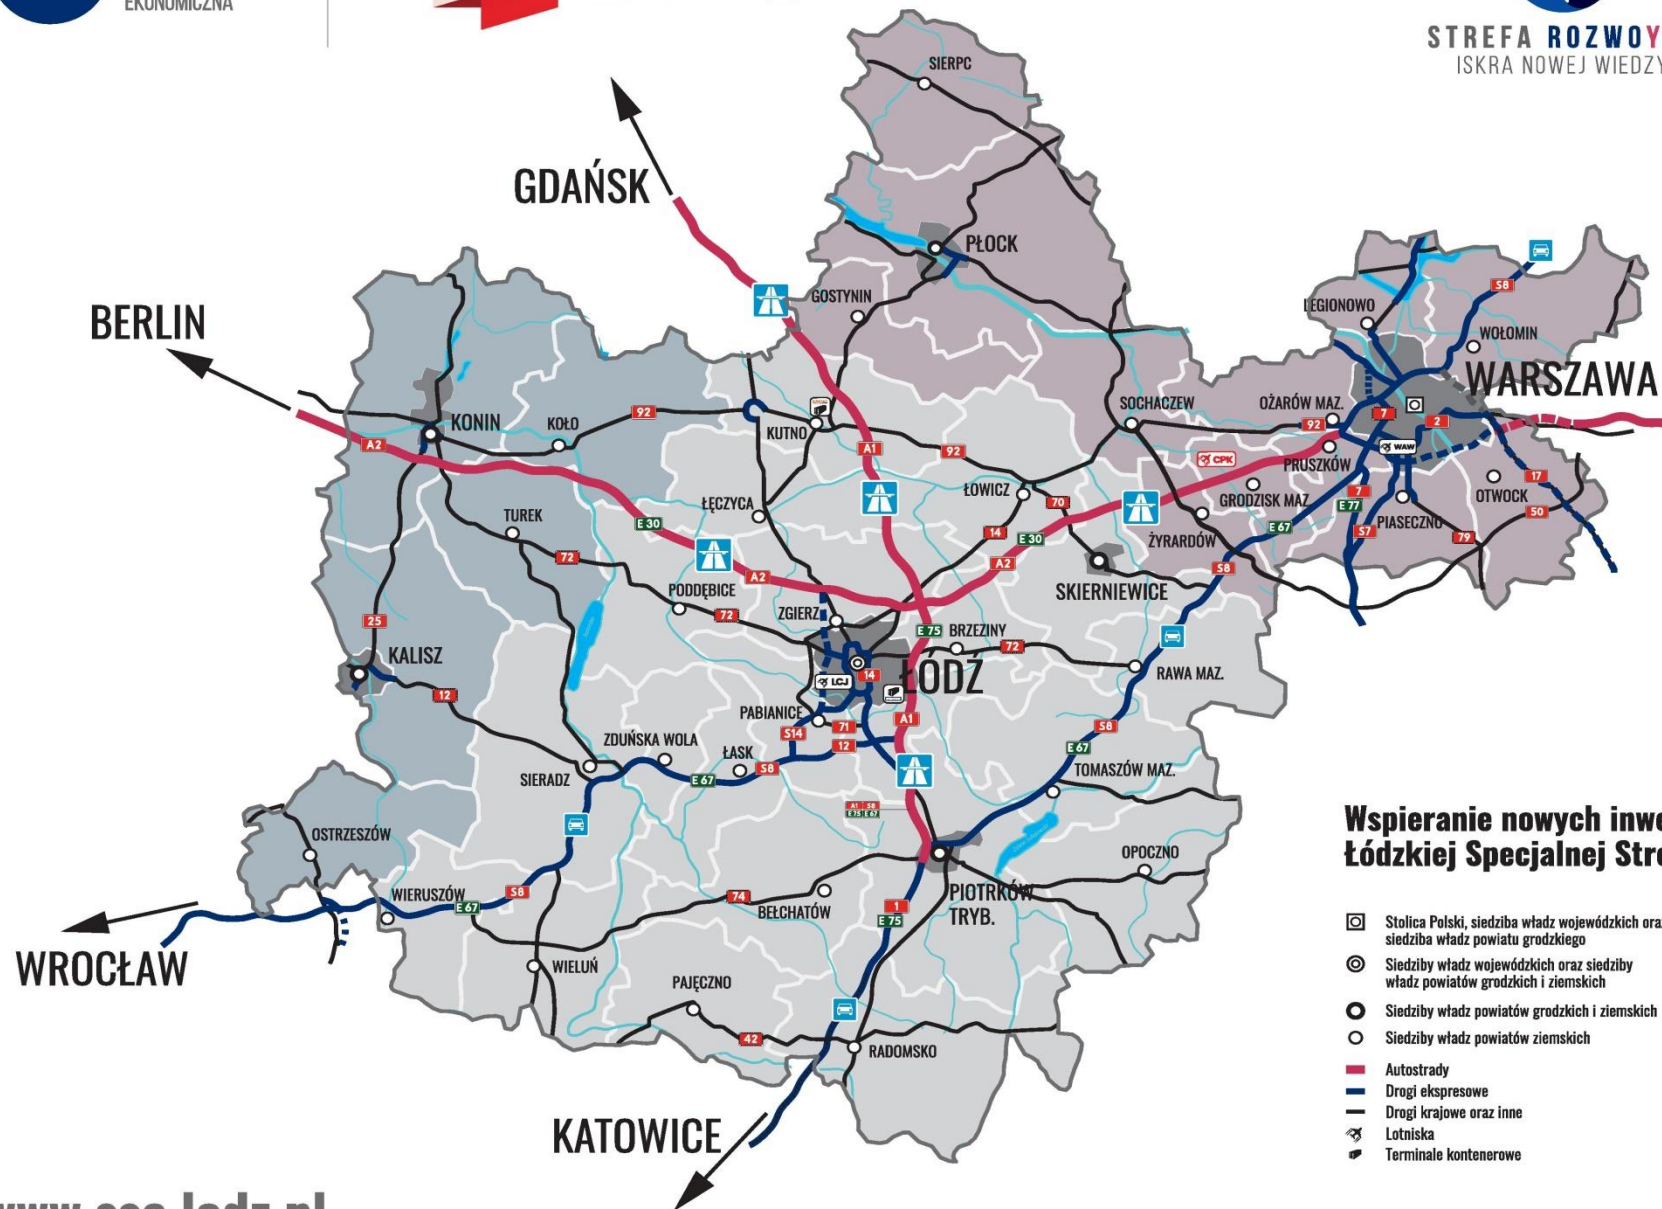 EKONOMICZNA
STREFA ROZWOY
ISKRA NOWEJ WIEDZY
SIERPC
GDAŃSK
PŁOCK
GOSTYNIN
LEGIONOWO
S8
WOŁOMIN
BERLIN
WARSZAWA
KONIN
KOŁO
92
KUTNO
SOCHACZEW
OŻARÓW MAZ.
92
7
2
A2
A1
92
CPK
PRUSZKÓW
WAW
ŁĘCZYCA
ŁOWICZ
70
GRODZISK MAZ.
7
OTWOCK
17
TUREK
E 30
14
E 30
ŻYRARDÓW
E 67
E 77
PIASECZNO
50
S7
79
72
A2
A2
S8
PODDĘBICE
SKIERNIEWICE
72
ZGIERZ
25
E 75
BRZEZINY
72
KALISZ
ŁÓDŹ
RAWA MAZ.
LCJ
14
12
PABIANICE
71
A1
S8
S14
ZDUŃSKA WOLA
ŁASK
12
E 67
SIERADZ
E 67
S8
TOMASZÓW MAZ.
A1 S8
E 75 E 67
OSTRZESZÓW
OPOCZNO
WIERUSZÓW
S8
E 67
74
BEŁCHATÓW
1
E 75
PIOTRKÓW
TRYB.
WROCŁAW
WIELUŃ
PAJĘCZNO
42
RADOMSKO
KATOWICE
Wspieranie nowych inwe
Łódzkiej Specjalnej Stre
Stolica Polski, siedziba władz wojewódzkich oraz
siedziba władz powiatu grodzkiego
Siedziby władz wojewódzkich oraz siedziby
władz powiatów grodzkich i ziemskich
Siedziby władz powiatów grodzkich i ziemskich
Siedziby władz powiatów ziemskich
Autostrady
Drogi ekspresowe
Drogi krajowe oraz inne
Lotniska
Terminale kontenerowe